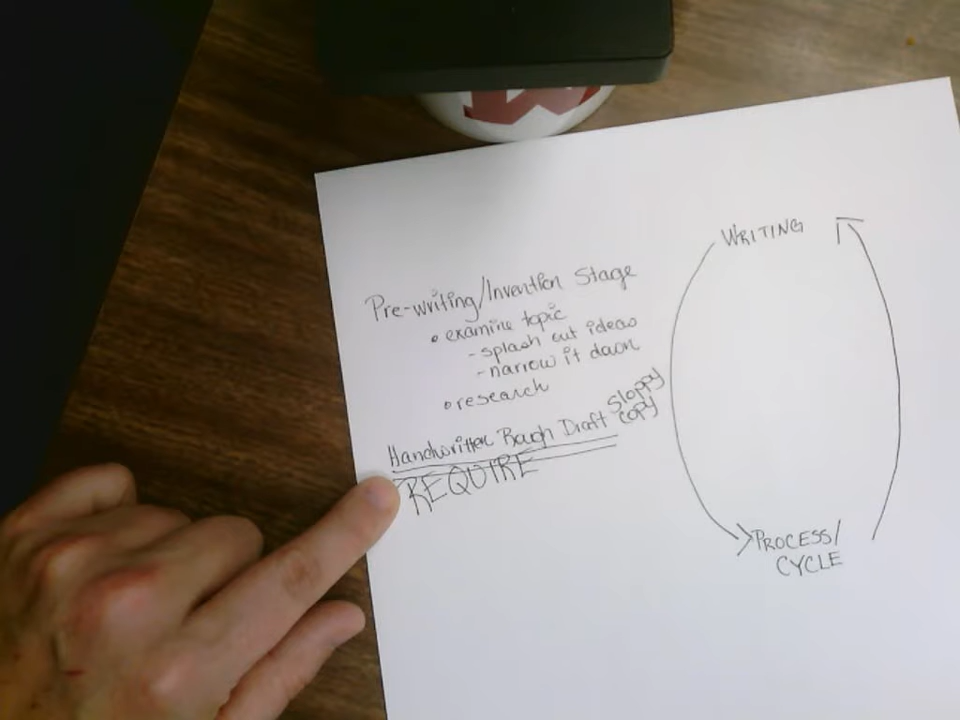 Pre-writing/Invention Stage
• examine topic
- splash out ideas
- narrow it down
• research
Handwritten Rough Draft sloppy
copy
REQUIRE
WRITING
PROCESS/
CYCLE